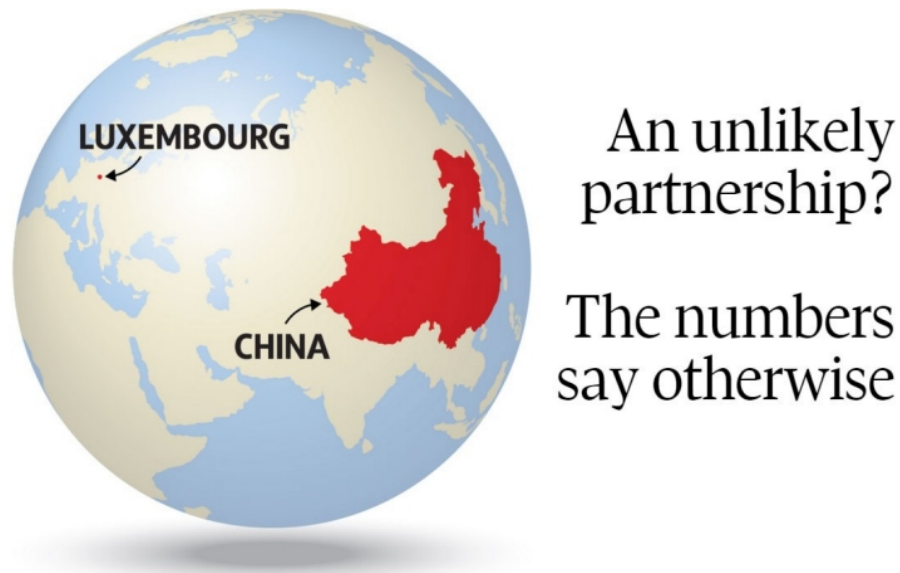 LUXEMBOURG
CHINA
An unlikely
partnership?
The numbers
say otherwise